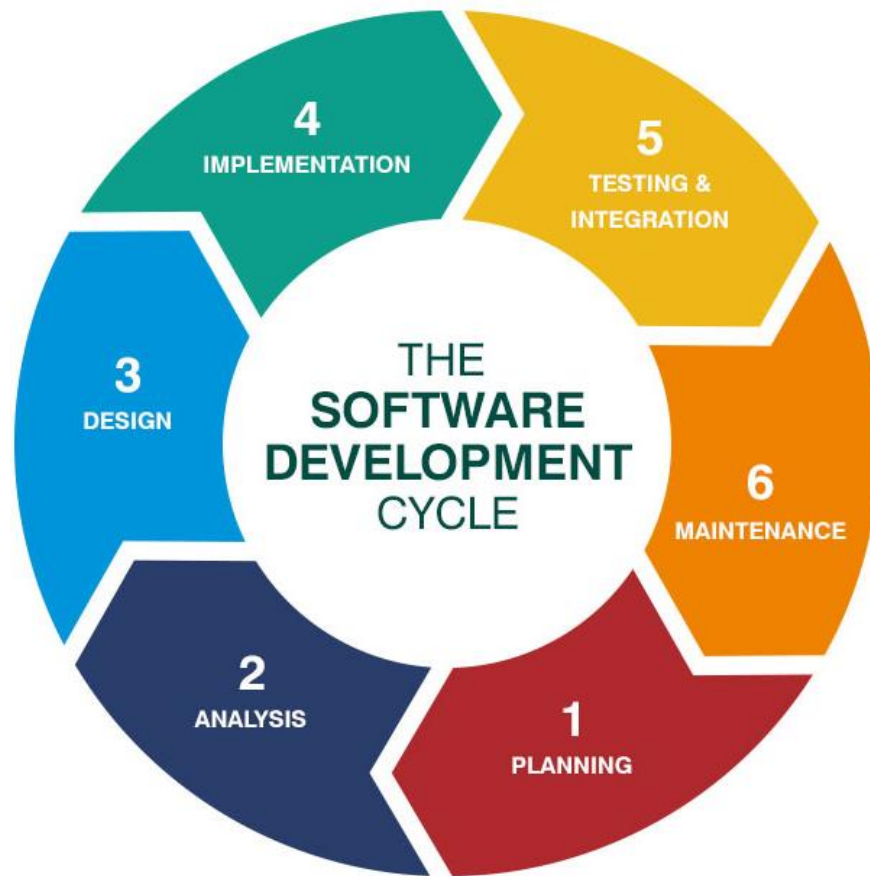 THE
SOFTWARE
DEVELOPMENT
CYCLE
1
PLANNING
2
ANALYSIS
3
DESIGN
4
IMPLEMENTATION
5
TESTING &
INTEGRATION
6
MAINTENANCE